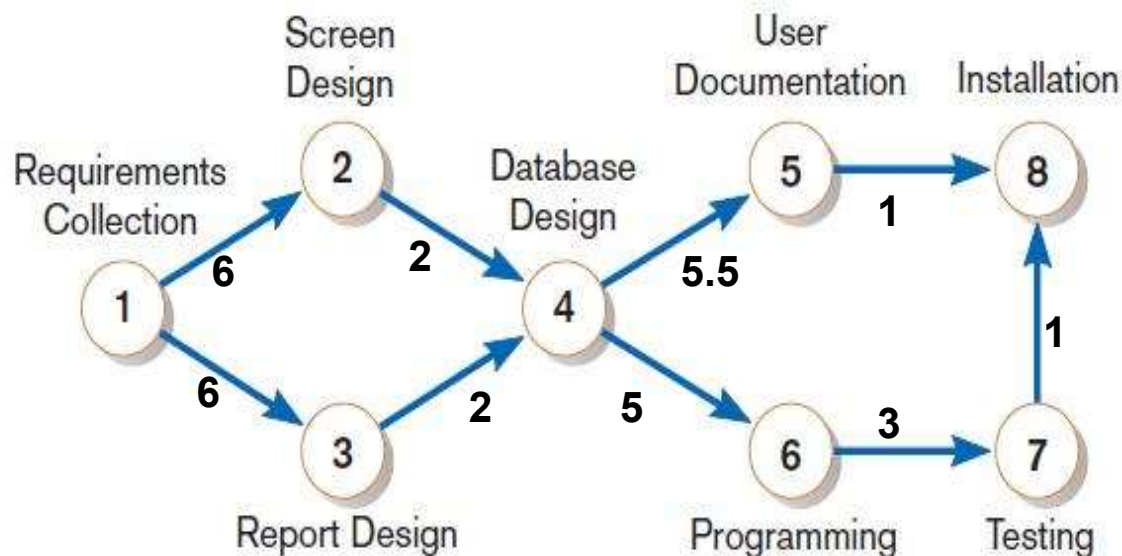 Screen
Design
User
Documentation
Installation
Requirements
Collection
2
Database
Design
5
8
6
2
1
5.5
1
4
1
6
2
5
3
3
6
7
Report Design
Programming
Testing